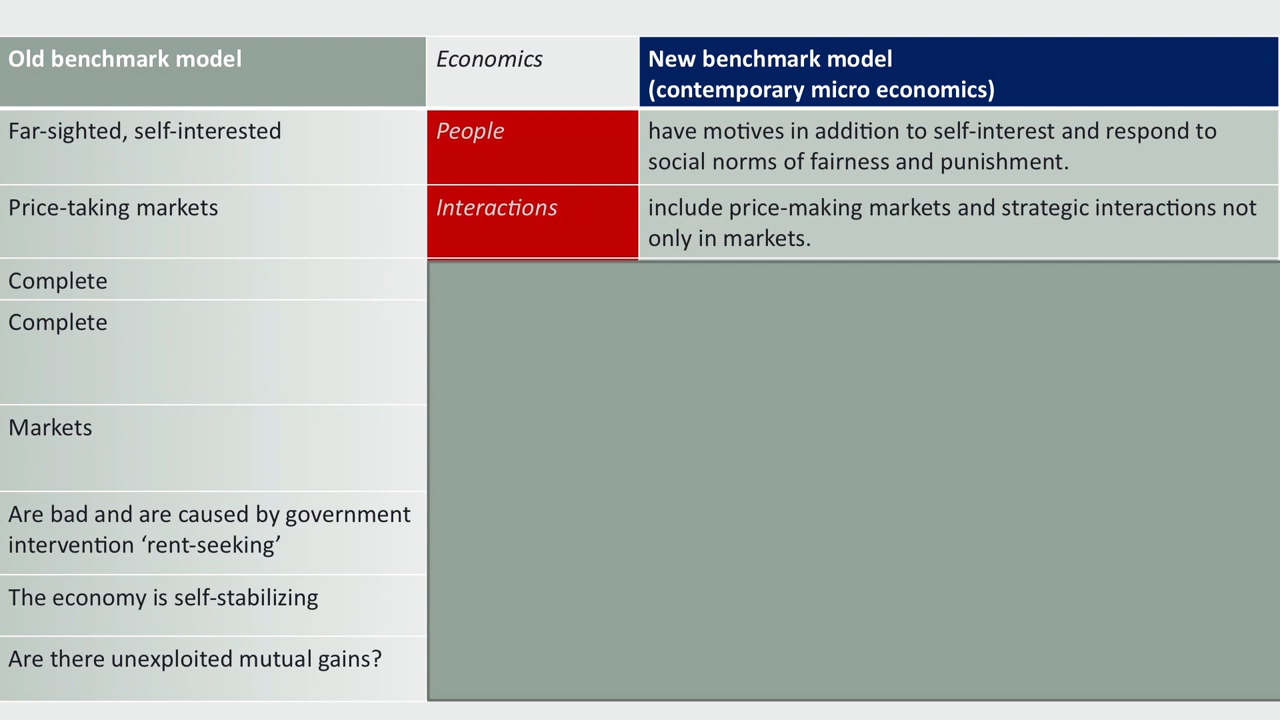 Old benchmark model
Economics
New benchmark model
(contemporary micro economics)
Far-sighted, self-interested
People
have motives in addition to self-interest and respond to
social norms of fairness and punishment.
Price-taking markets
Interactions
include price-making markets and strategic interactions not
only in markets.
Complete
Complete
Markets
Are bad and are caused by government
intervention ‘rent-seeking’
The economy is self-stabilizing
Are there unexploited mutual gains?